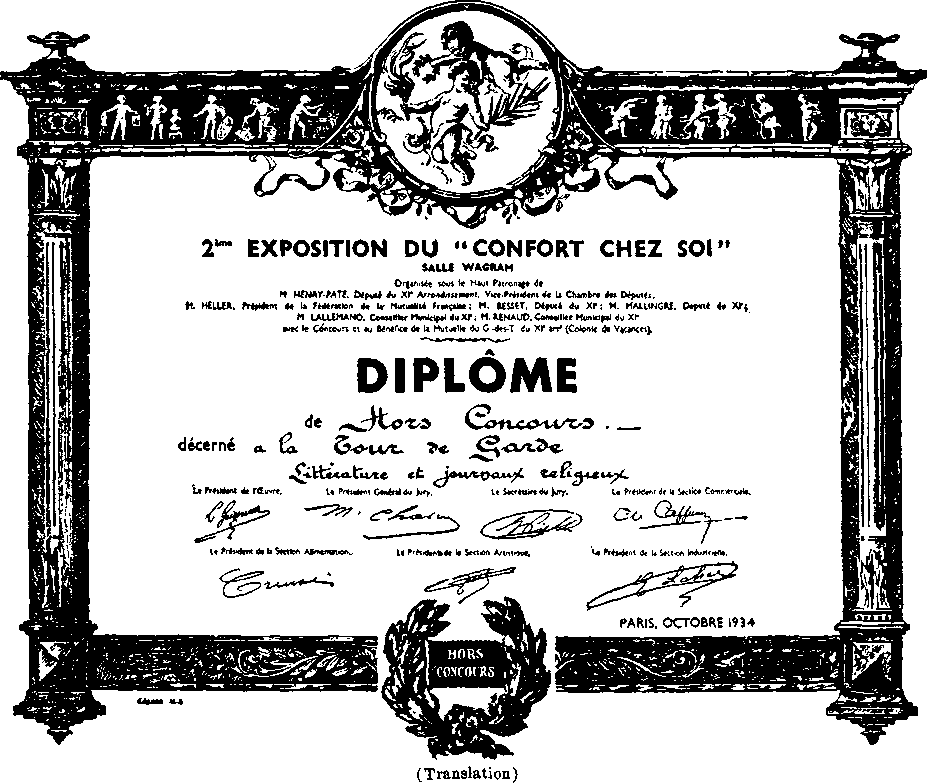 2ème EXPOSITION DU "CONFORT CHEZ SOI"
SALLE WAGRAM
Organisée sous le Haut Patronage de
M. HENAY-PATE, Député du XIe Arrondissement, Vice-Président de la Chambre des Députés,
M. HELLER, Président de la Fédération de la Mutualité Française; M. BESSET, Député du XIe; M. MALLINGRE, Deputé de XIe;
M. LALLEMAND, Conseiller Municipal du XIe; M. RENAUD, Conseiller Municipal du XIe
avec le Concours et au Bénéfice de la Mutuelle du G-des-T. du XIe arrt (Colonie de Vacances).
DIPLÔME
de Hors Concours.
décerné a la Tour de Garde
Littérature et journaux religieux
Le Président de l'Œuvre, Le Président Général du Jury, Le Secrétaire du Jury, Le Président de la Section Commerciale,
Le Président de la Section Alimentation, Le Président de la Section Artistique, Le Président de la Section Industrielle,
PARIS, OCTOBRE 1934
HORS
CONCOURS
(Translation)